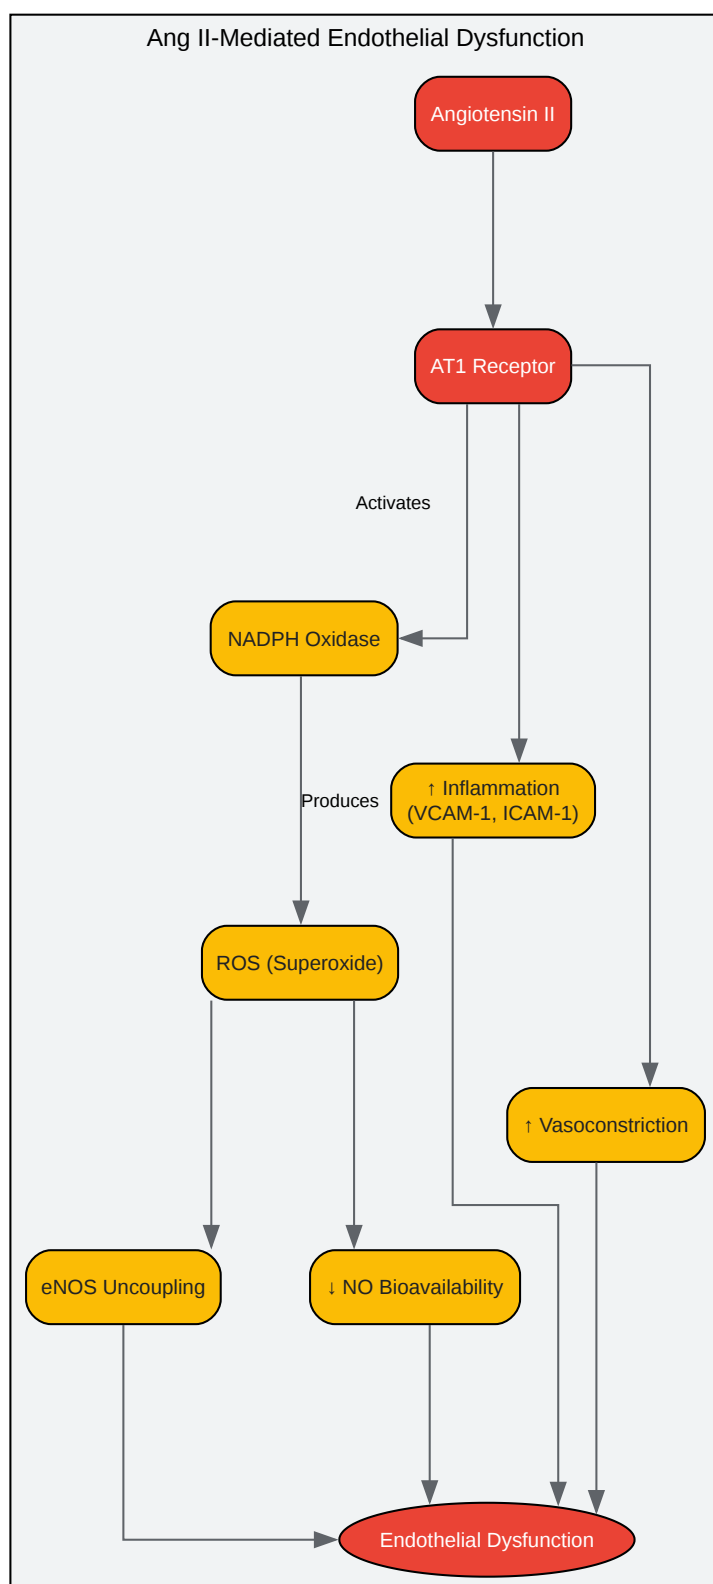 Ang II-Mediated Endothelial Dysfunction
Angiotensin II
AT1 Receptor
Activates
NADPH Oxidase
↑ Inflammation
(VCAM-1, ICAM-1)
Produces
ROS (Superoxide)
↑ Vasoconstriction
eNOS Uncoupling
↓ NO Bioavailability
Endothelial Dysfunction